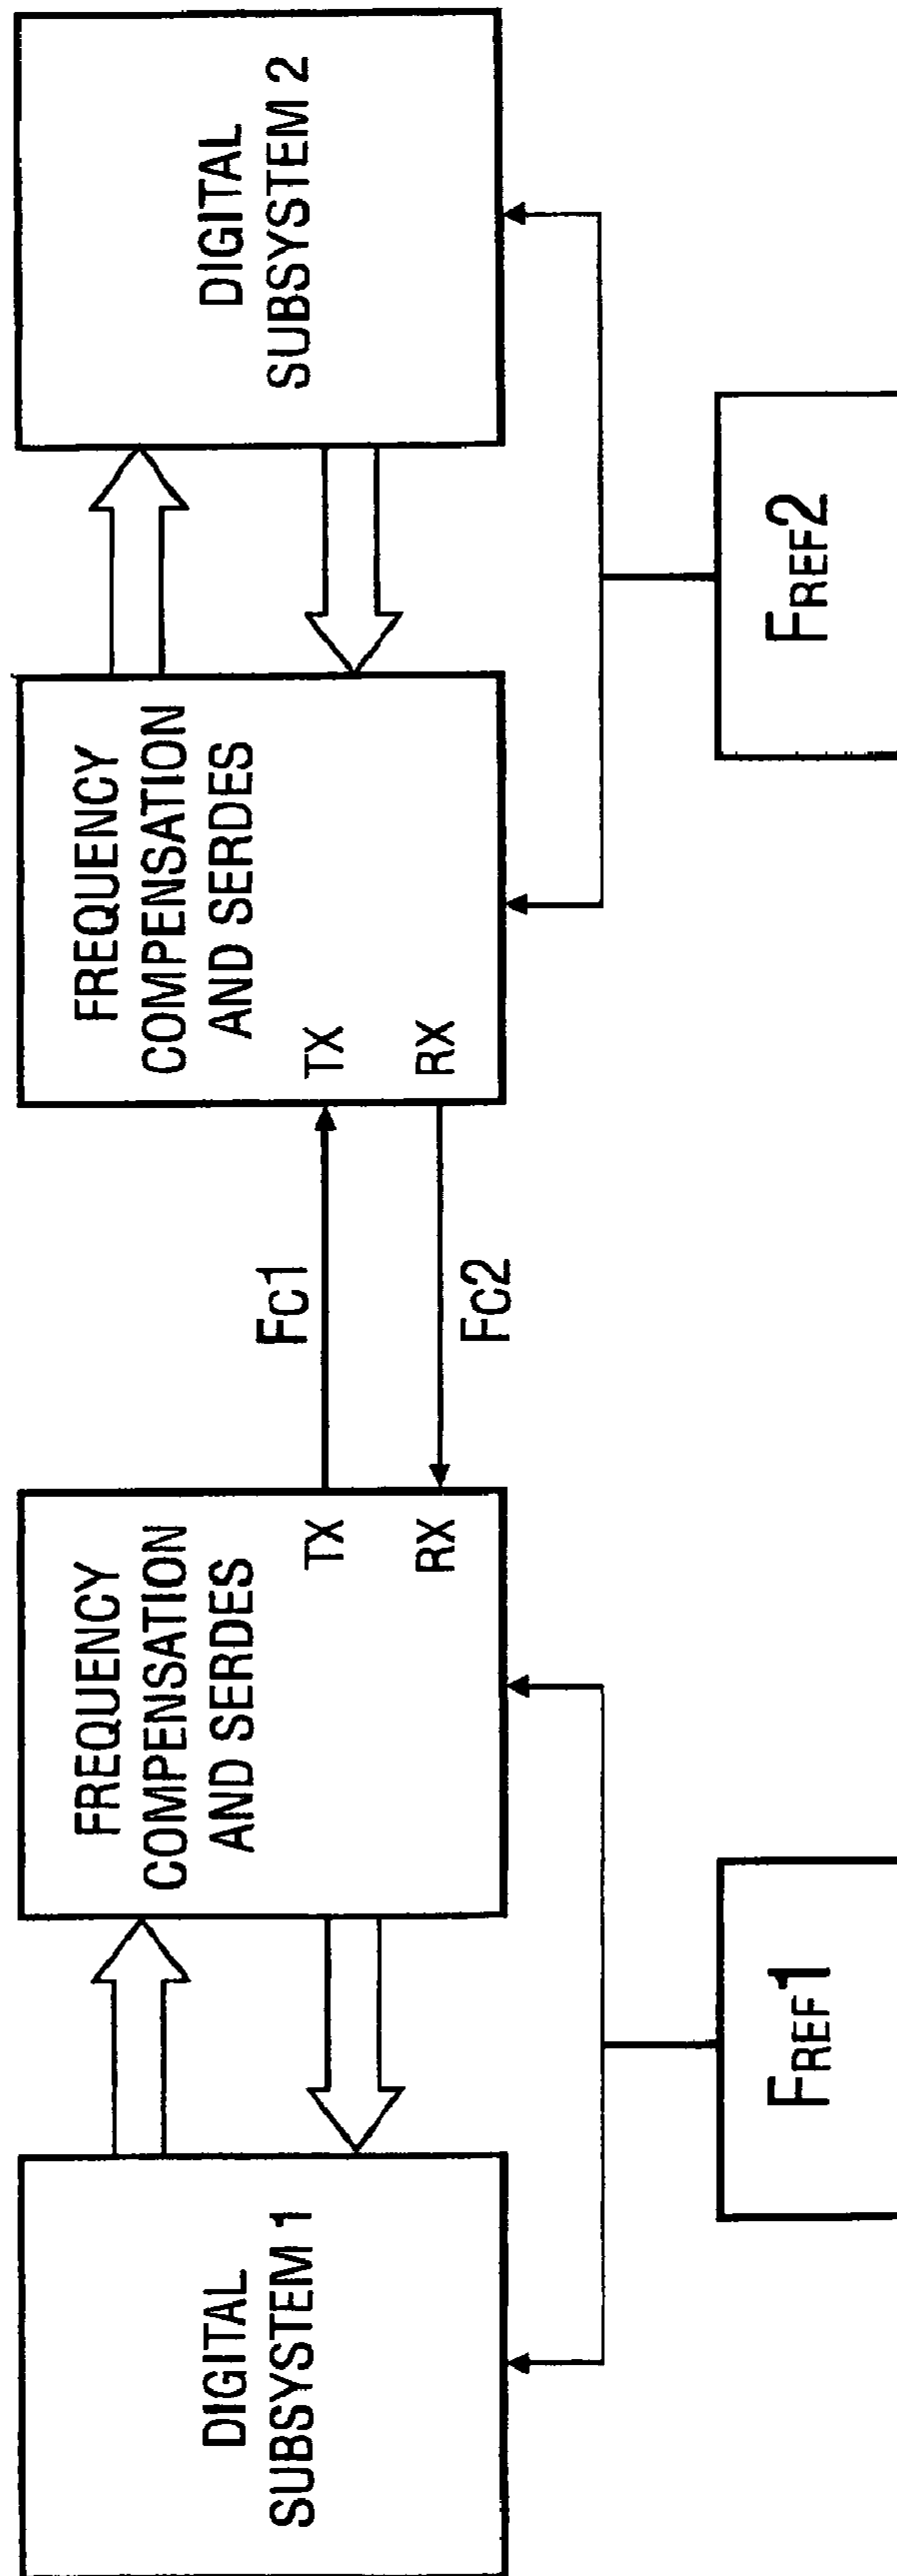 DIGITAL
SUBSYSTEM 1
FREQUENCY
COMPENSATION
AND SERDES
TX
RX
FC1
FC2
FREQUENCY
COMPENSATION
AND SERDES
TX
RX
DIGITAL
SUBSYSTEM 2
FREF1
FREF2